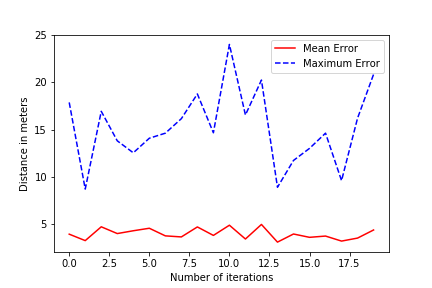 25
20
15
10
5
Distance in meters
Mean Error
Maximum Error
0.0 2.5 5.0 7.5 10.0 12.5 15.0 17.5
Number of iterations